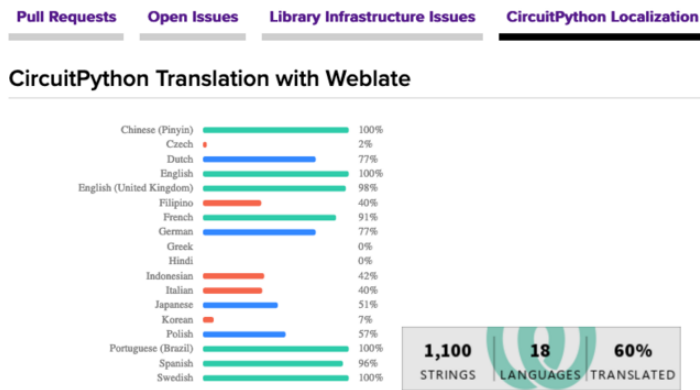 Pull Requests Open Issues Library Infrastructure Issues CircuitPython Localization
CircuitPython Translation with Weblate
Chinese (Pinyin) 100%
Czech 2%
Dutch 77%
English 100%
English (United Kingdom) 98%
Filipino 40%
French 91%
German 77%
Greek 0%
Hindi 0%
Indonesian 42%
Italian 40%
Japanese 51%
Korean 7%
Polish 57%
Portuguese (Brazil) 100%
Spanish 96%
Swedish 100%
1,100 18 60%
STRINGS LANGUAGES TRANSLATED